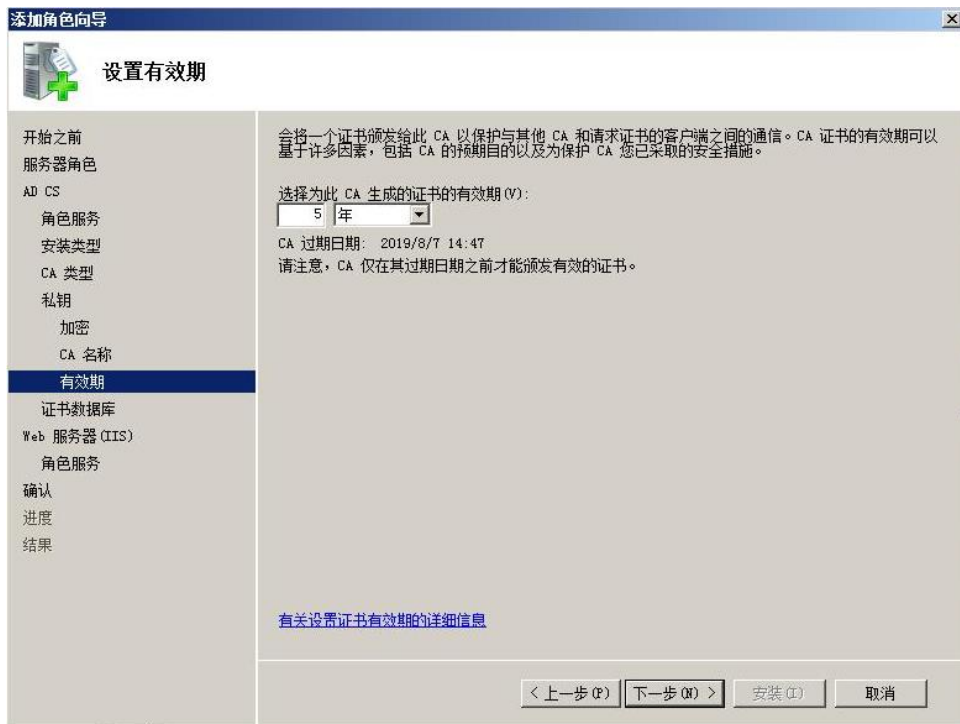 添加角色向导
设置有效期
开始之前
服务器角色
AD CS
角色服务
安装类型
CA 类型
私钥
加密
CA 名称
有效期
证书数据库
Web 服务器(IIS)
角色服务
确认
进度
结果
会将一个证书颁发给此 CA 以保护与其他 CA 和请求证书的客户端之间的通信。CA 证书的有效期可以
基于许多因素，包括 CA 的预期目的以及为保护 CA 您已采取的安全措施。
选择为此 CA 生成的证书的有效期(V):
5 年
CA 过期日期: 2019/8/7 14:47
请注意，CA 仅在其过期日期之前才能颁发有效的证书。
有关设置证书有效期的详细信息
< 上一步(P) 下一步(N) > 安装(I) 取消